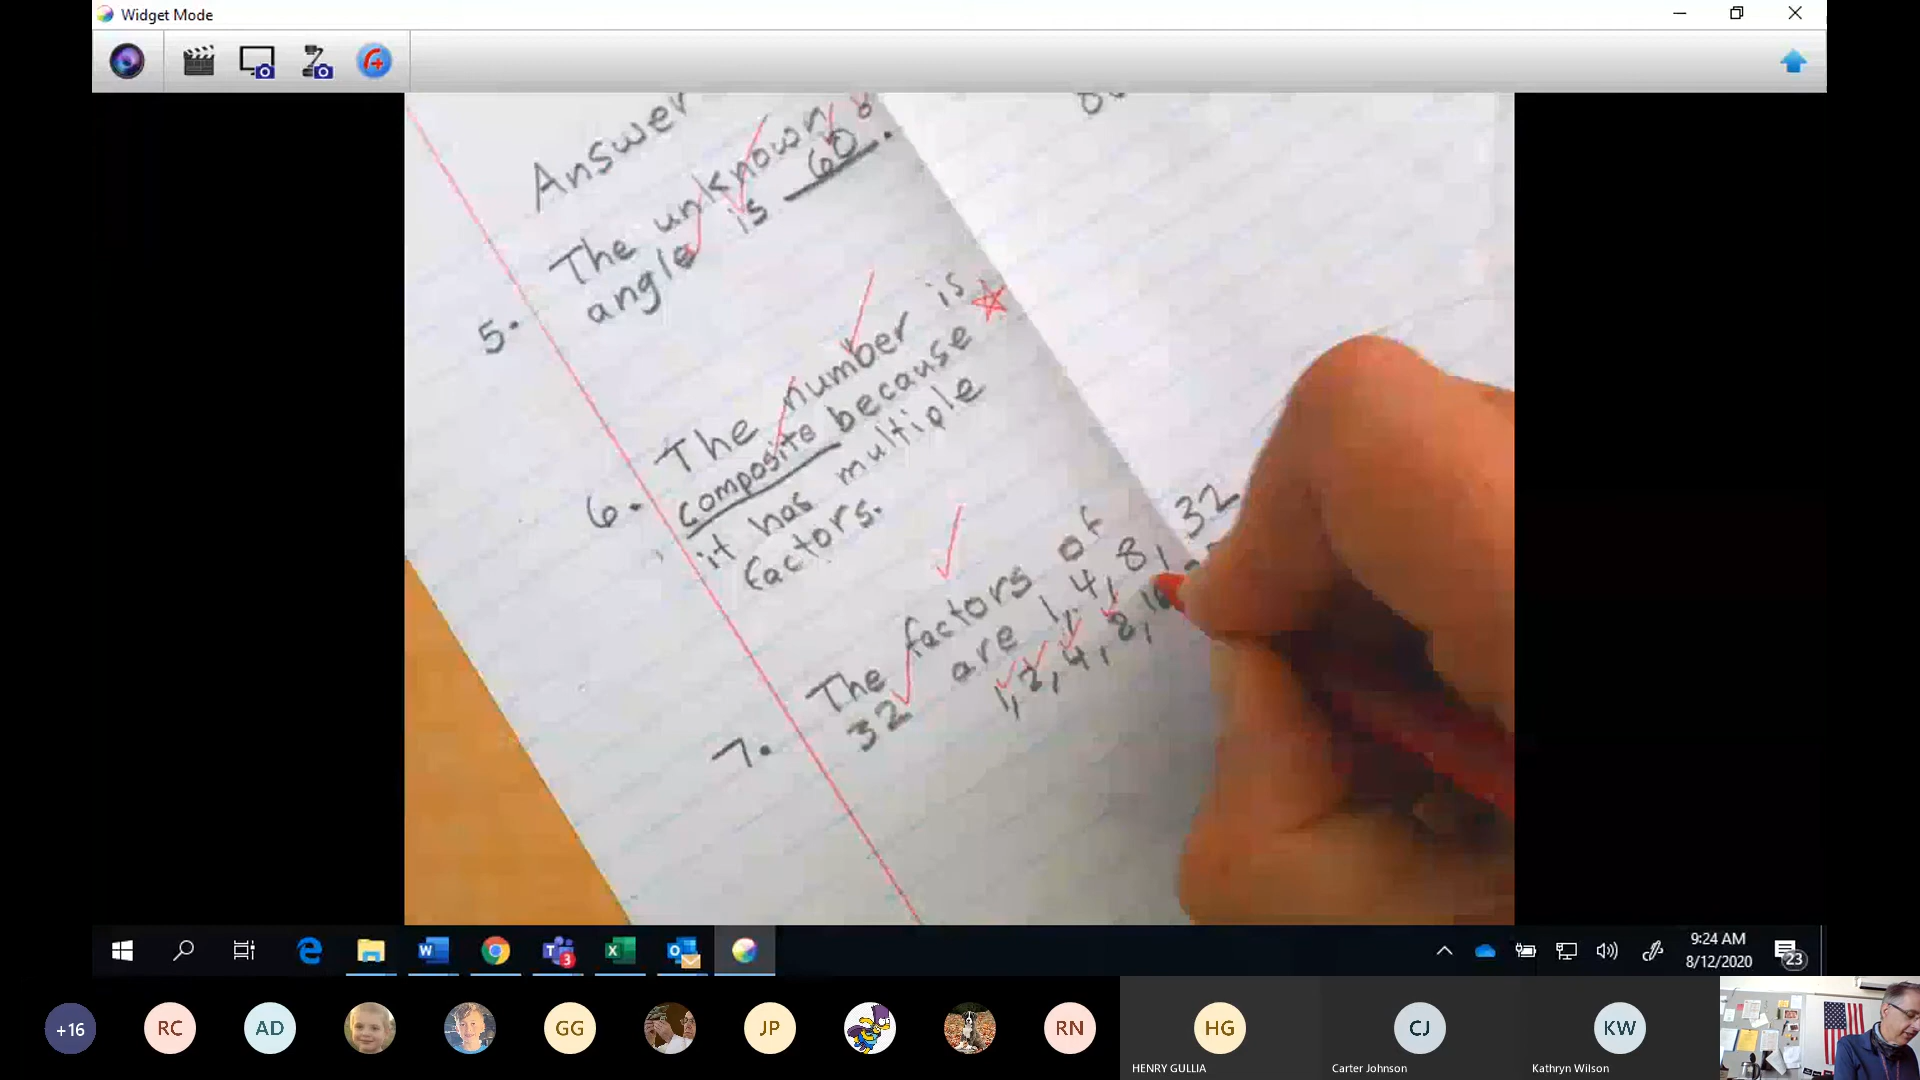 Widget Mode
Answer
5. The unknown
angle is 60°.
6. The number is
composite because
it has multiple
factors.
7. The factors of
32 are 1, 4, 8, 32
1, 2, 4, 8, 16
9:24 AM
8/12/2020
3
23
+16
RC
AD
GG
JP
RN
HG
HENRY GULLIA
CJ
Carter Johnson
KW
Kathryn Wilson